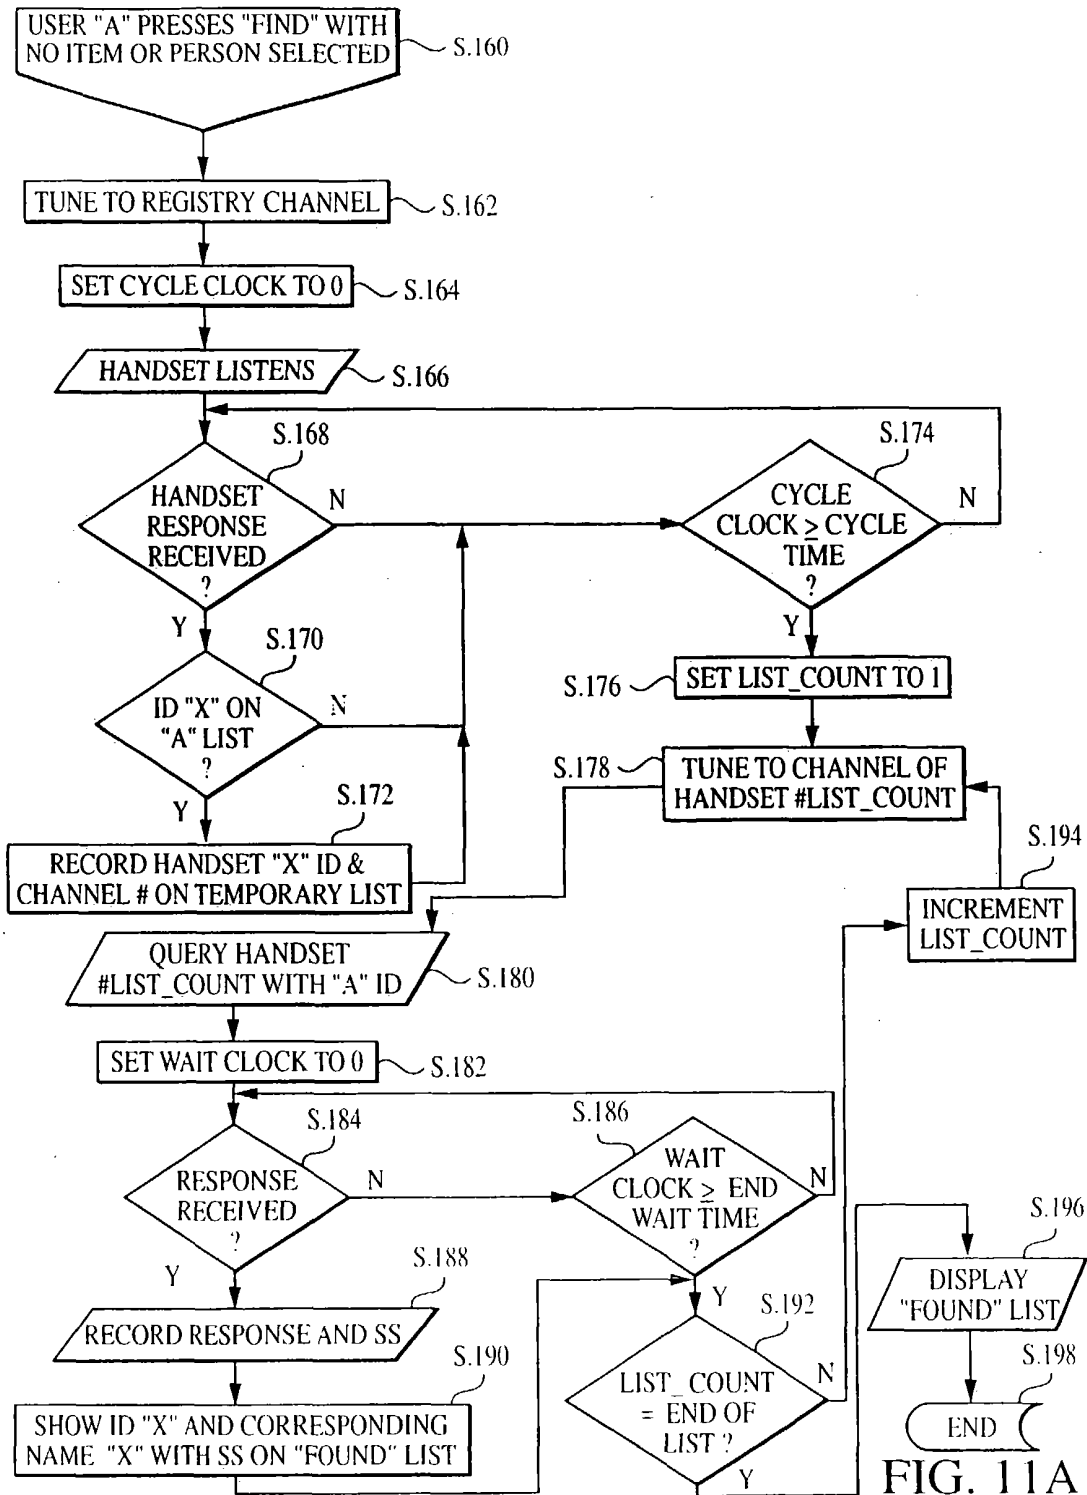 USER "A" PRESSES "FIND" WITH
NO ITEM OR PERSON SELECTED
S.160
TUNE TO REGISTRY CHANNEL
S.162
SET CYCLE CLOCK TO 0
S.164
HANDSET LISTENS
S.166
S.168
HANDSET
RESPONSE
RECEIVED
?
N
Y
S.174
CYCLE
CLOCK ≥ CYCLE
TIME
?
N
Y
S.170
ID "X" ON
"A" LIST
?
N
Y
S.176
SET LIST_COUNT TO 1
S.178
TUNE TO CHANNEL OF
HANDSET #LIST_COUNT
S.172
RECORD HANDSET "X" ID &
CHANNEL # ON TEMPORARY LIST
S.194
INCREMENT
LIST_COUNT
QUERY HANDSET
#LIST_COUNT WITH "A" ID
S.180
SET WAIT CLOCK TO 0
S.182
S.184
RESPONSE
RECEIVED
?
N
Y
S.186
WAIT
CLOCK ≥ END
WAIT TIME
?
N
Y
S.188
RECORD RESPONSE AND SS
S.190
SHOW ID "X" AND CORRESPONDING
NAME "X" WITH SS ON "FOUND" LIST
S.192
LIST_COUNT
= END OF
LIST ?
N
Y
S.196
DISPLAY
"FOUND" LIST
S.198
END
FIG. 11A